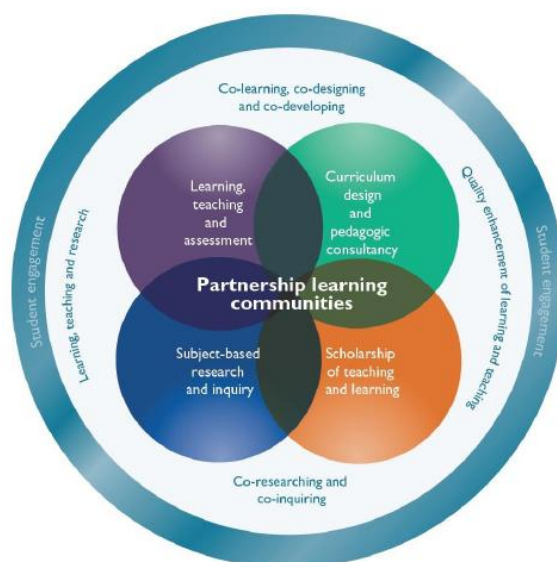 Co-learning, co-designing
and co-developing
Student engagement
Learning, teaching and research
Learning,
teaching
and
assessment
Curriculum
design
and
pedagogic
consultancy
Quality enhancement of learning and teaching
Student engagement
Partnership learning
communities
Subject-based
research
and inquiry
Scholarship
of teaching
and learning
Co-researching and
co-inquiring